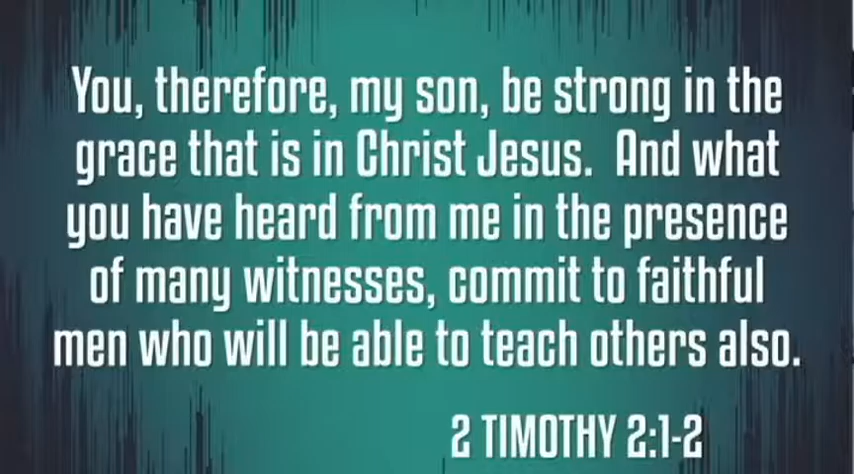 You, therefore, my son, be strong in the
grace that is in Christ Jesus.  And what
you have heard from me in the presence
of many witnesses, commit to faithful
men who will be able to teach others also.
2 TIMOTHY 2:1-2